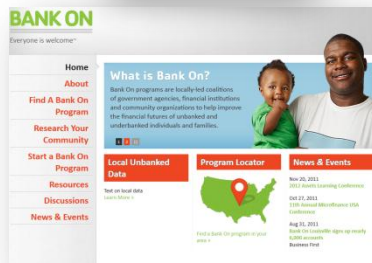 BANK ON
Everyone is welcome
Home
About
Find A Bank On
Program
Research Your
Community
Start a Bank On
Program
Resources
Discussions
News & Events
What is Bank On?
Bank On programs are locally-led coalitions
of government agencies, financial institutions
and community organizations to help improve
the financial futures of unbanked and
underbanked individuals and families.
Local Unbanked
Data
Text on local data
Learn More >
Program Locator
Find a Bank On program in your
area >
News & Events
Nov 20, 2011
2012 Assets Learning Conference
Oct 27, 2011
11th Annual Microfinance USA
Conference
Aug 31, 2011
Bank On Louisville signs up nearly
6,000 accounts
Business First